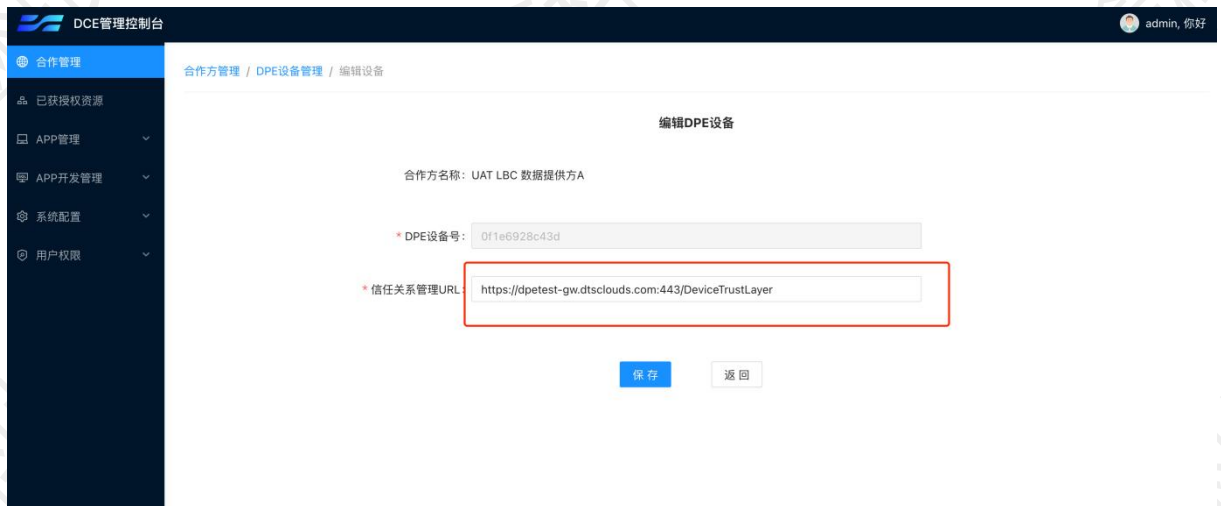 DCE管理控制台
admin, 你好
合作管理
已获授权资源
APP管理
APP开发管理
系统配置
用户权限
合作方管理 / DPE设备管理 / 编辑设备
编辑DPE设备
合作方名称: UAT LBC 数据提供方A
* DPE设备号: 0f1e6928c43d
* 信任关系管理URL: https://dpetest-gw.dtsclouds.com:443/DeviceTrustLayer
保 存
返 回